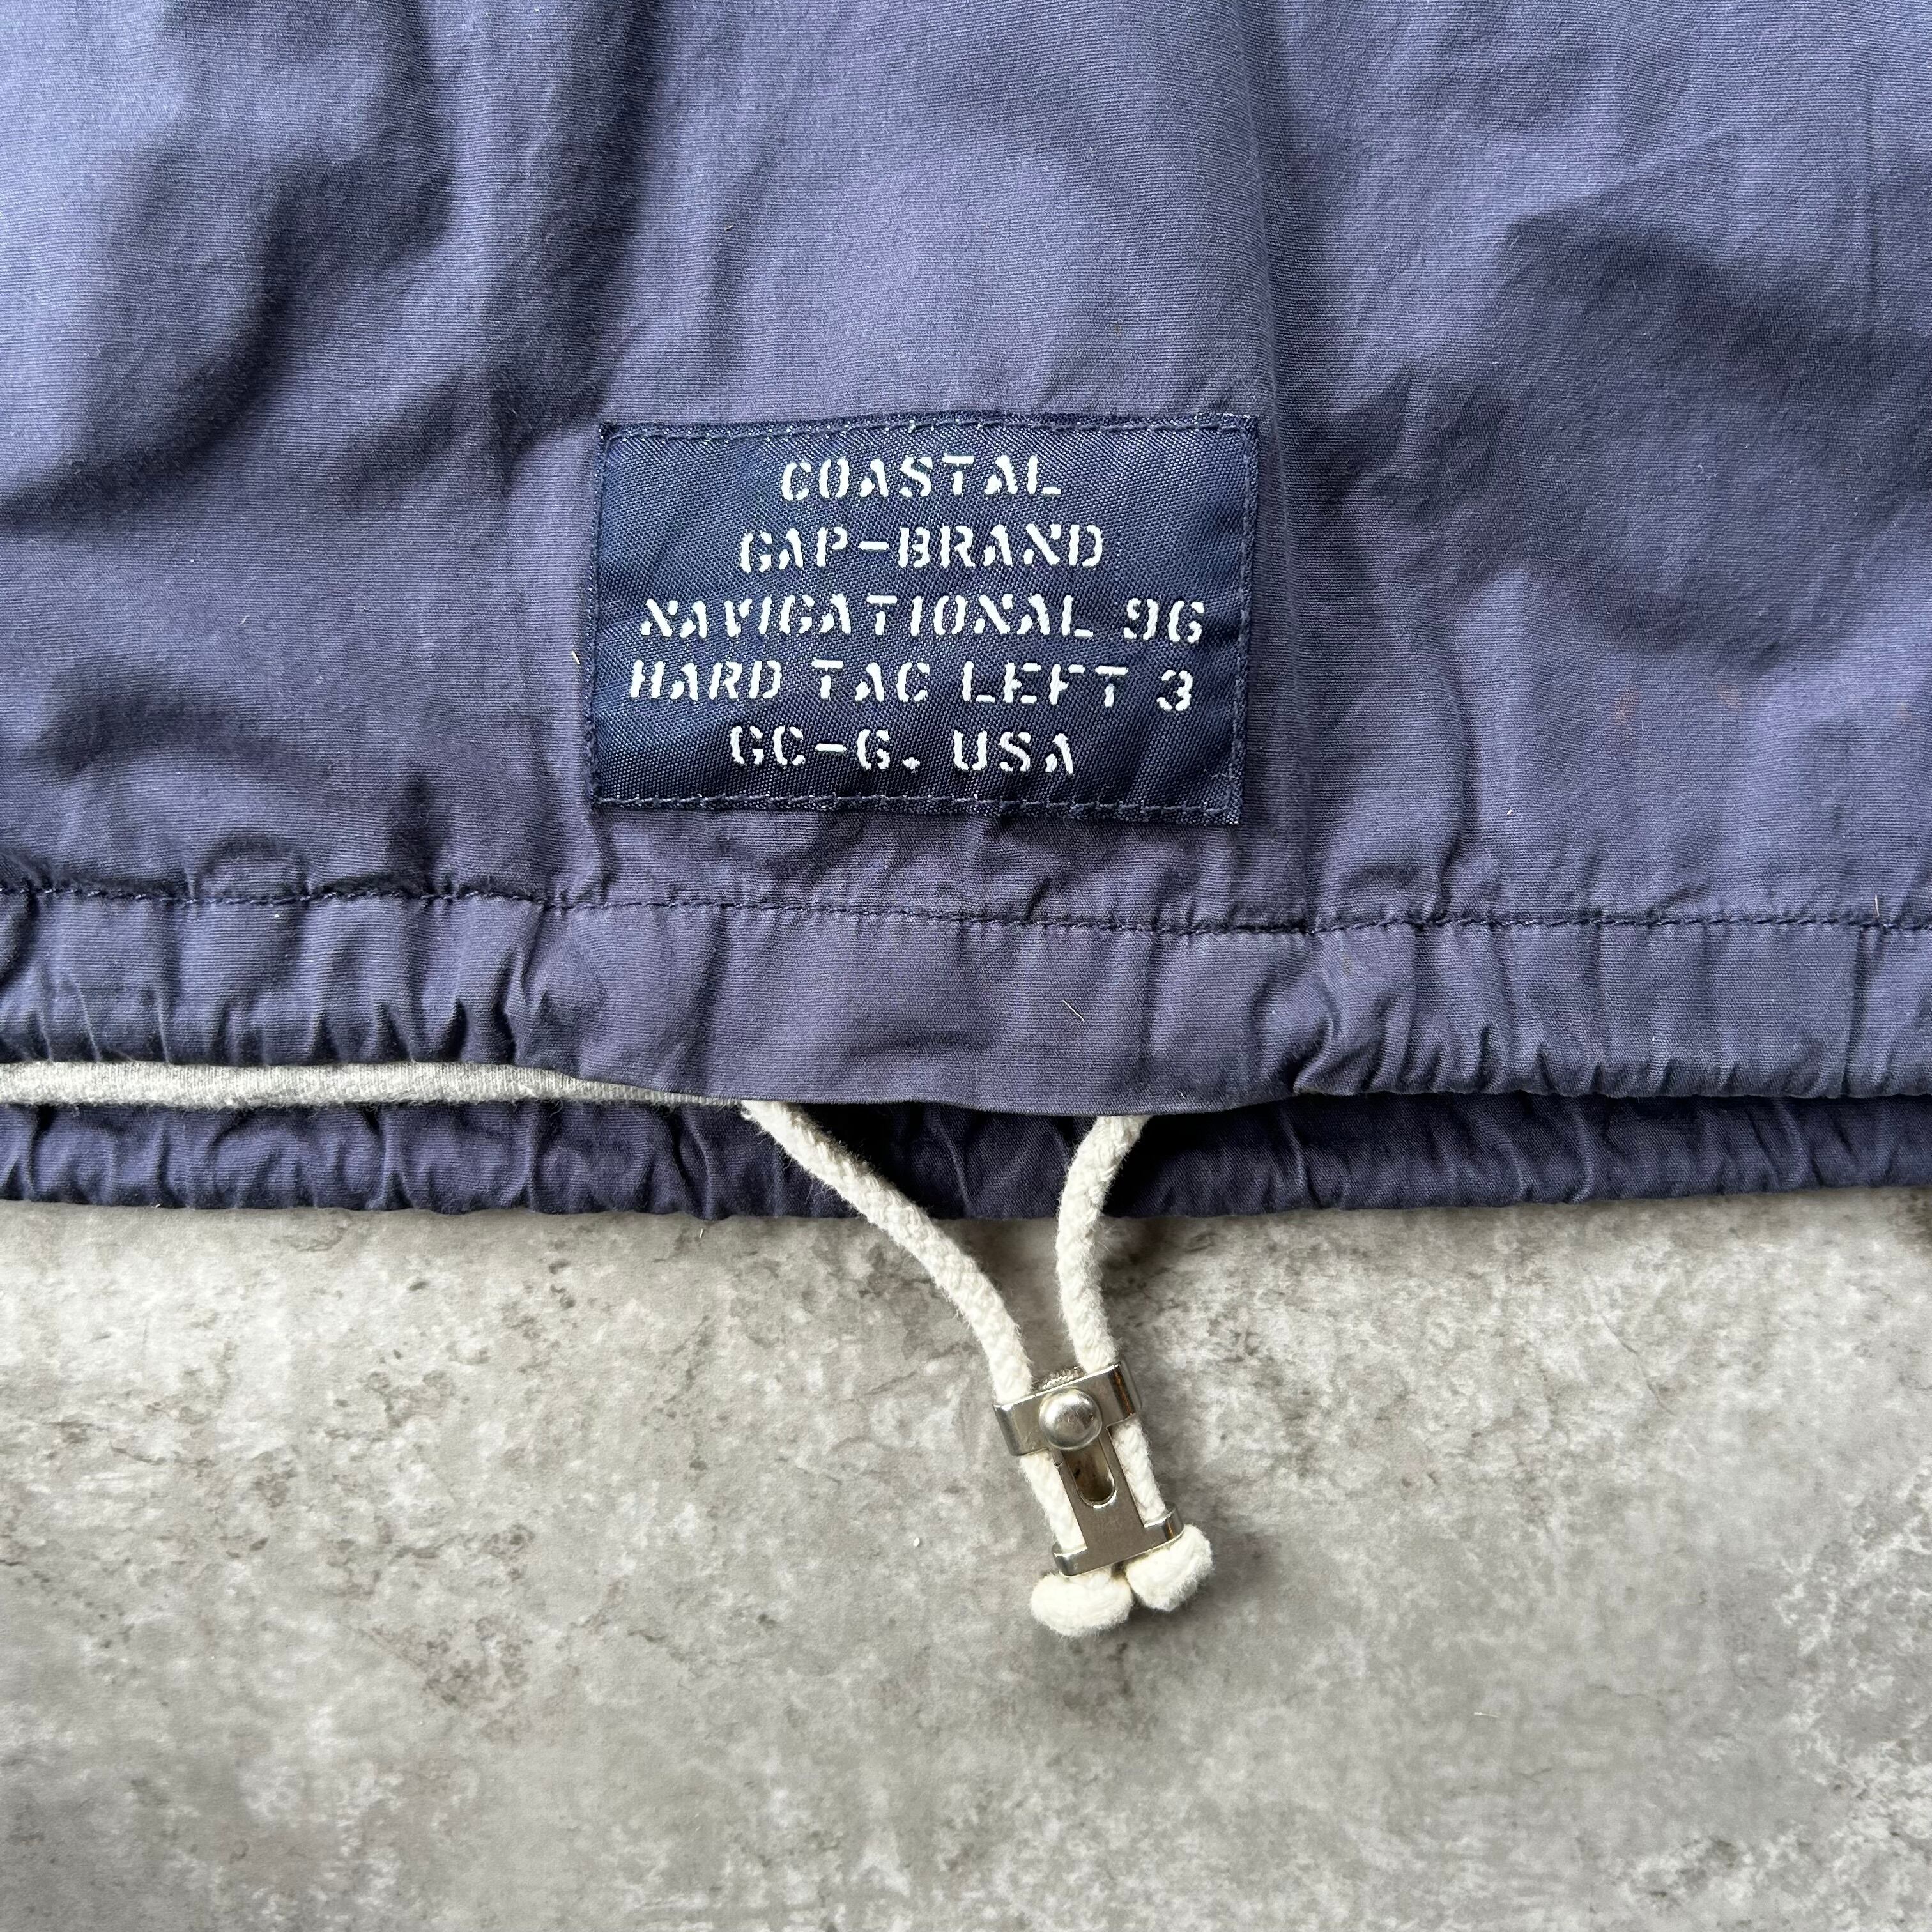 COASTAL
GAP-BRAND
NAVIGATIONAL 96
HARD TAC LEFT 3
GC-G. USA